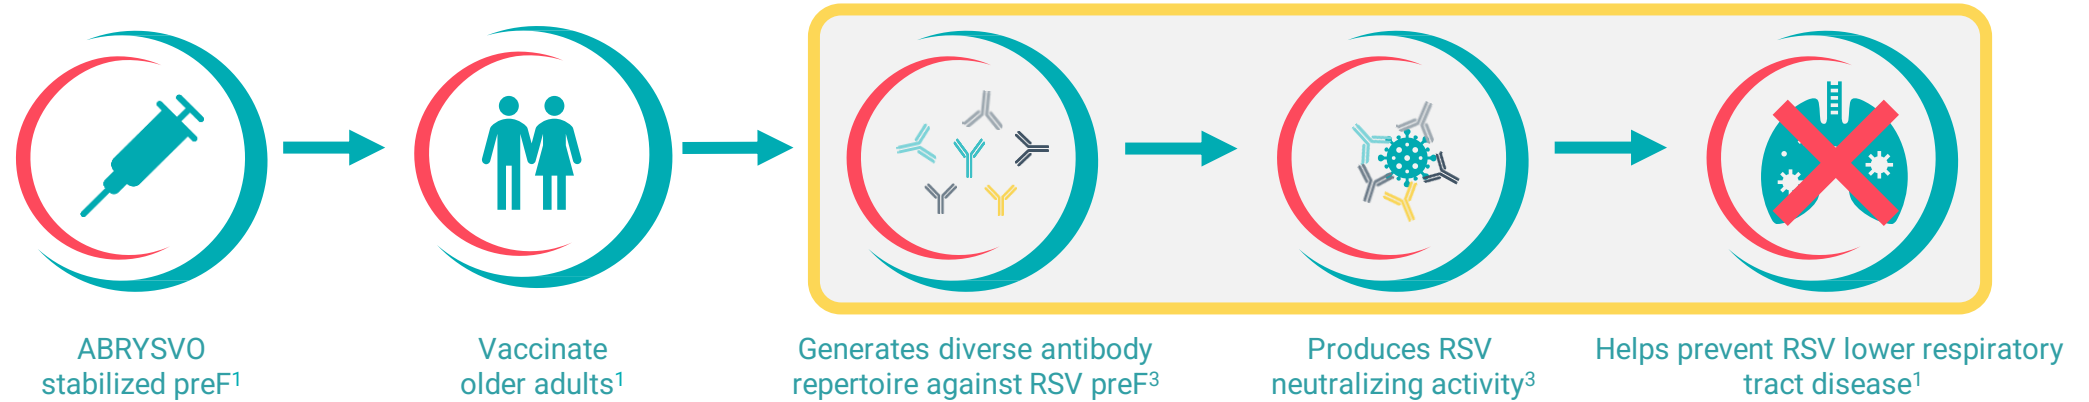 ABRYSVO
stabilized preF¹
Vaccinate
older adults¹
Generates diverse antibody
repertoire against RSV preF³
Produces RSV
neutralizing activity³
Helps prevent RSV lower respiratory
tract disease¹